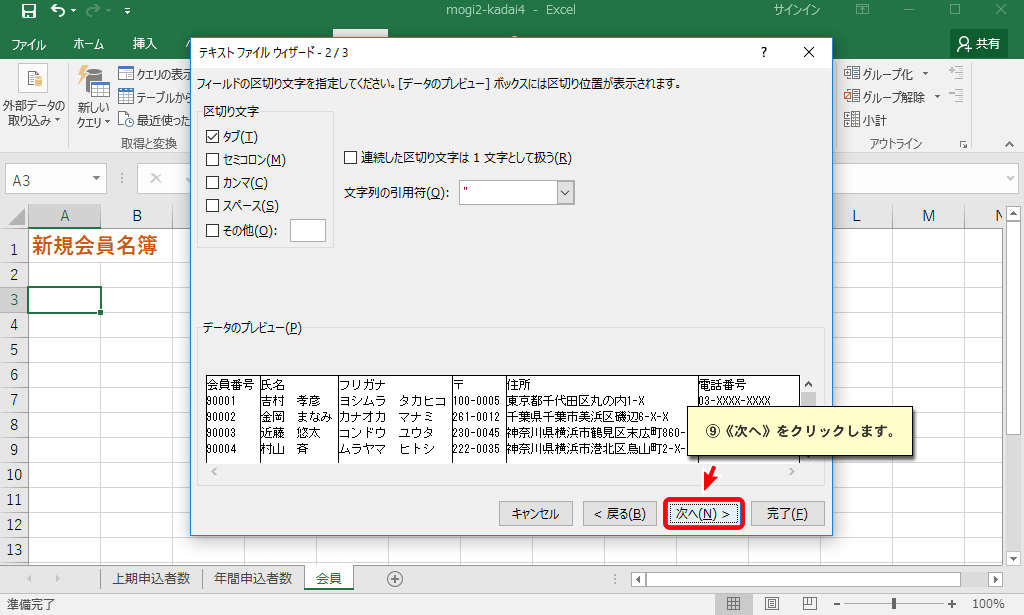 mogi2-kadai4 - Excel
サインイン
ファイル
ホーム
挿入
共有
外部データの
取り込み
新しい
クエリ
クエリの表示
テーブルから
最近使った
取得と変換
グループ化
グループ解除
小計
アウトライン
テキスト ファイル ウィザード - 2 / 3
?
フィールドの区切り文字を指定してください。[データのプレビュー] ボックスには区切り位置が表示されます。
区切り文字
タブ(T)
セミコロン(M)
カンマ(C)
スペース(S)
その他(O):
連続した区切り文字は 1 文字として扱う(R)
文字列の引用符(Q): "
データのプレビュー(P)
会員番号 氏名 フリガナ 〒 住所 電話番号
90001 吉村 孝彦 ヨシムラ タカヒコ 100-0005 東京都千代田区丸の内1-X 03-XXXX-XXXX
90002 金岡 まなみ カナオカ マナミ 261-0012 千葉県千葉市美浜区磯辺6-X-X
90003 近藤 悠太 コンドウ ユウタ 230-0045 神奈川県横浜市鶴見区末広町860-
90004 村山 斉 ムラヤマ ヒトシ 222-0035 神奈川県横浜市港北区鳥山町2-X-
⑨《次へ》をクリックします。
キャンセル
< 戻る(B)
次へ(N) >
完了(F)
A3
A B L M N
1 新規会員名簿
2
3
4
5
6
7
8
9
10
11
12
13
上期申込者数 年間申込者数 会員
準備完了
100%